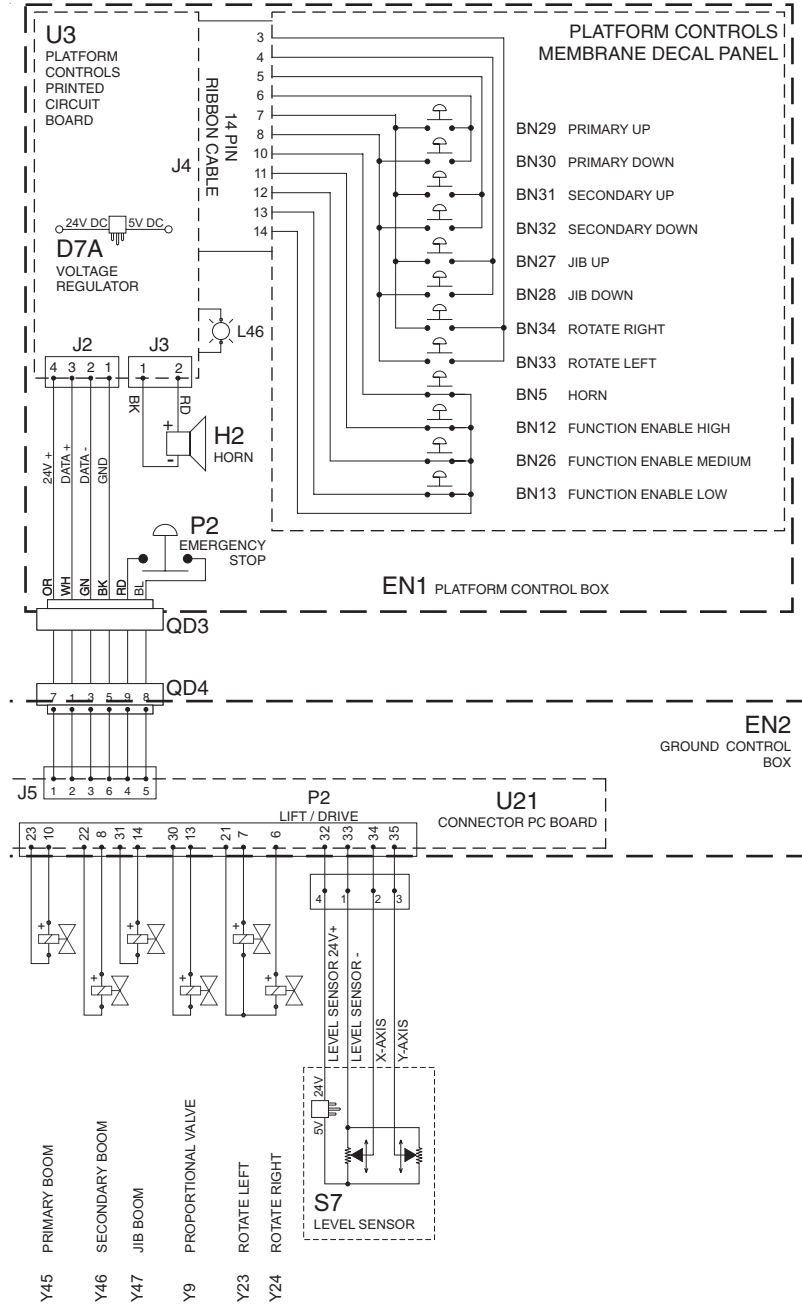 U3
PLATFORM
CONTROLS
PRINTED
CIRCUIT
BOARD
J4
14 PIN
RIBBON CABLE
3
4
5
6
7
8
10
11
12
13
14
PLATFORM CONTROLS
MEMBRANE DECAL PANEL
BN29 PRIMARY UP
BN30 PRIMARY DOWN
BN31 SECONDARY UP
BN32 SECONDARY DOWN
BN27 JIB UP
BN28 JIB DOWN
BN34 ROTATE RIGHT
BN33 ROTATE LEFT
BN5 HORN
BN12 FUNCTION ENABLE HIGH
BN26 FUNCTION ENABLE MEDIUM
BN13 FUNCTION ENABLE LOW
24V DC 5V DC
D7A
VOLTAGE
REGULATOR
L46
J2 J3
4 3 2 1 1 2
BK RD
+
-
H2
HORN
24V +
DATA +
DATA -
GND
P2
EMERGENCY
STOP
OR WH GN BK RD BL
EN1 PLATFORM CONTROL BOX
QD3
QD4
7 1 3 5 9 8
EN2
GROUND CONTROL
BOX
J5
1 2 3 6 4 5
P2
LIFT / DRIVE
U21
CONNECTOR PC BOARD
23 10 22 8 31 14 30 13 21 7 6 32 33 34 35
4 1 2 3
+ + + + + +
LEVEL SENSOR 24V+
LEVEL SENSOR -
X-AXIS
Y-AXIS
24V
5V
S7
LEVEL SENSOR
Y45 PRIMARY BOOM
Y46 SECONDARY BOOM
Y47 JIB BOOM
Y9 PROPORTIONAL VALVE
Y23 ROTATE LEFT
Y24 ROTATE RIGHT